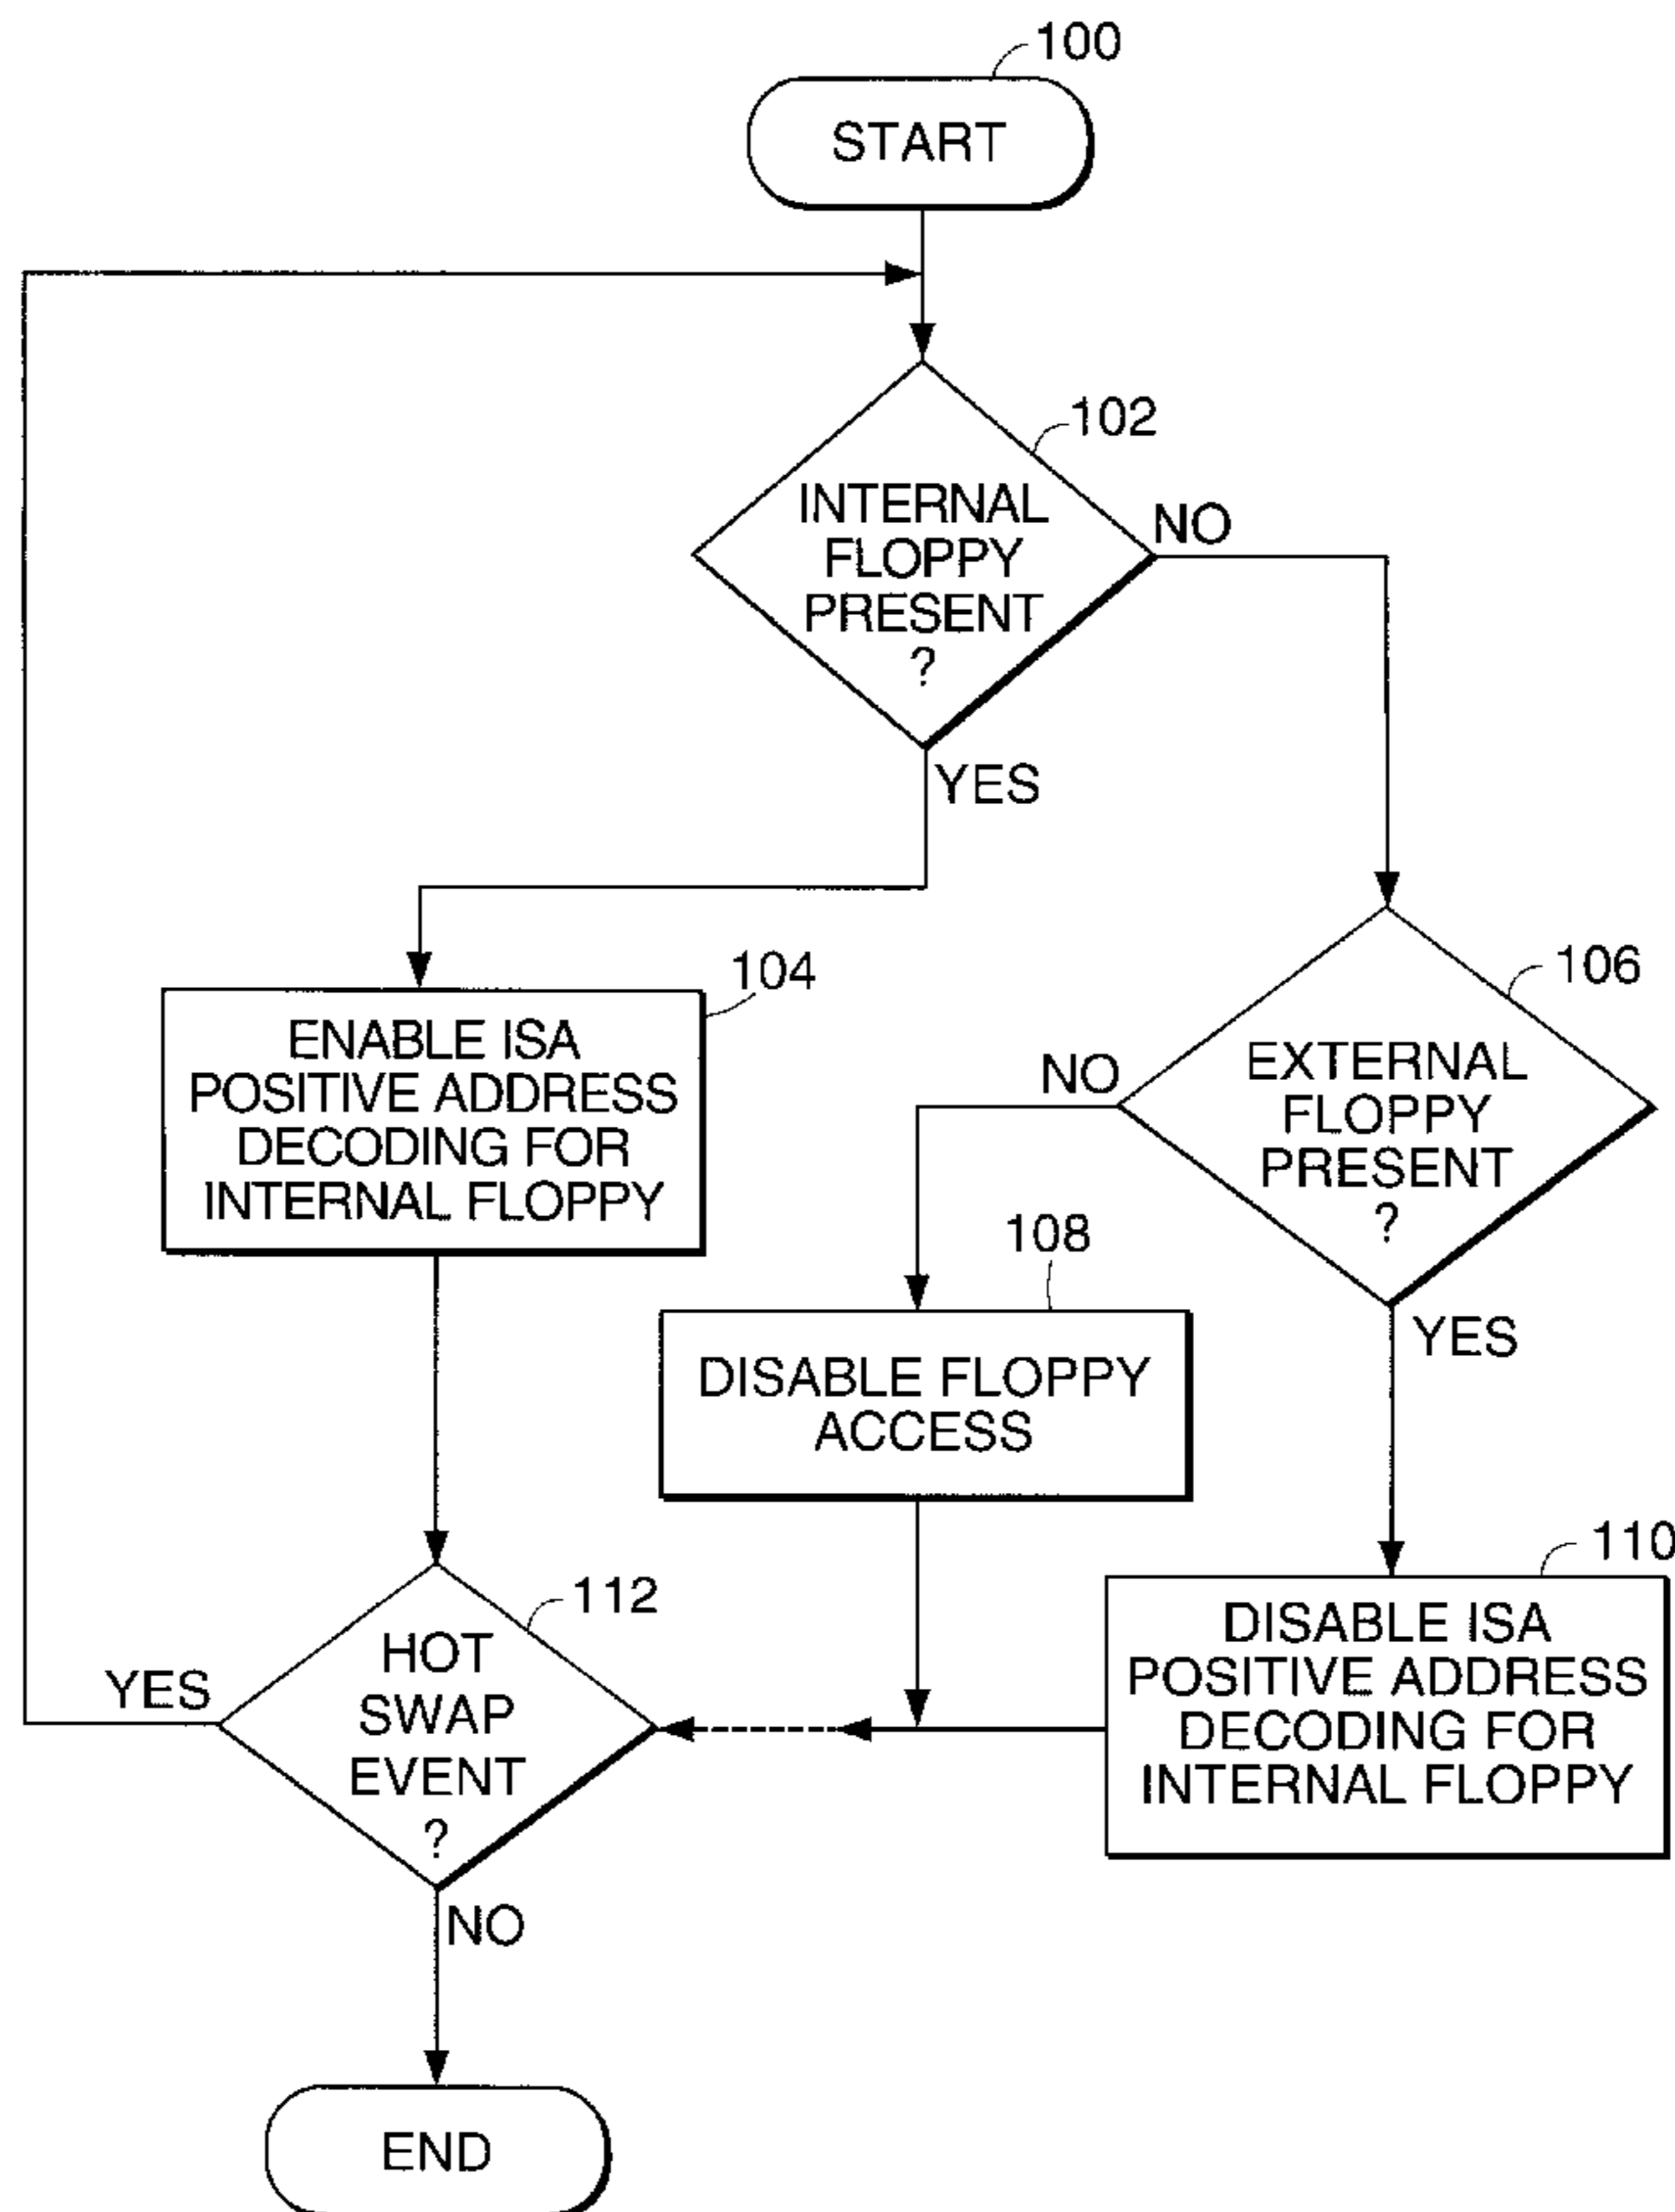 100
START
102
INTERNAL
FLOPPY
PRESENT
?
NO
YES
104
ENABLE ISA
POSITIVE ADDRESS
DECODING FOR
INTERNAL FLOPPY
106
EXTERNAL
FLOPPY
PRESENT
?
NO
YES
108
DISABLE FLOPPY
ACCESS
110
DISABLE ISA
POSITIVE ADDRESS
DECODING FOR
INTERNAL FLOPPY
112
HOT
SWAP
EVENT
?
YES
NO
END